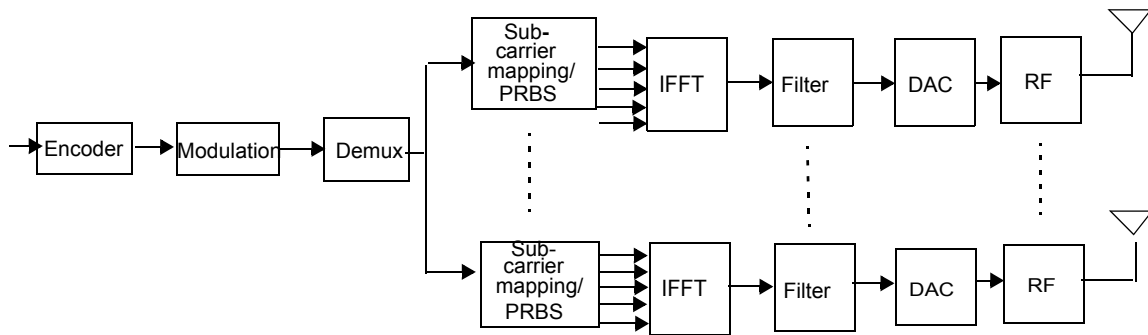 Sub-
carrier
mapping/
PRBS
IFFT
Filter
DAC
RF
Encoder
Modulation
Demux
Sub-
carrier
mapping/
PRBS
IFFT
Filter
DAC
RF